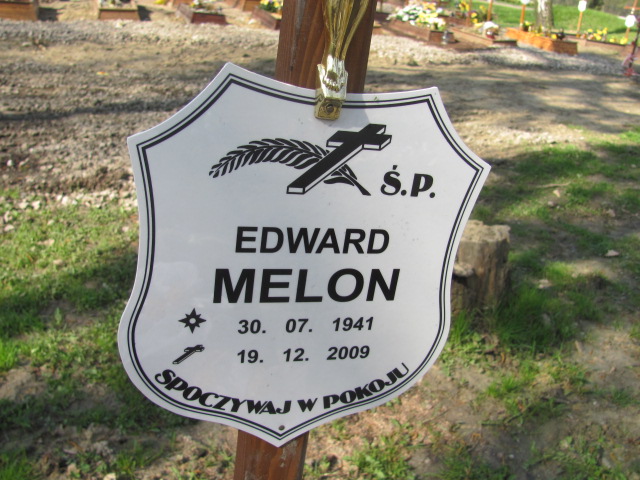 Ś.P.
EDWARD
MELON
30. 07. 1941
19. 12. 2009
SPOCZYWAJ W POKOJU